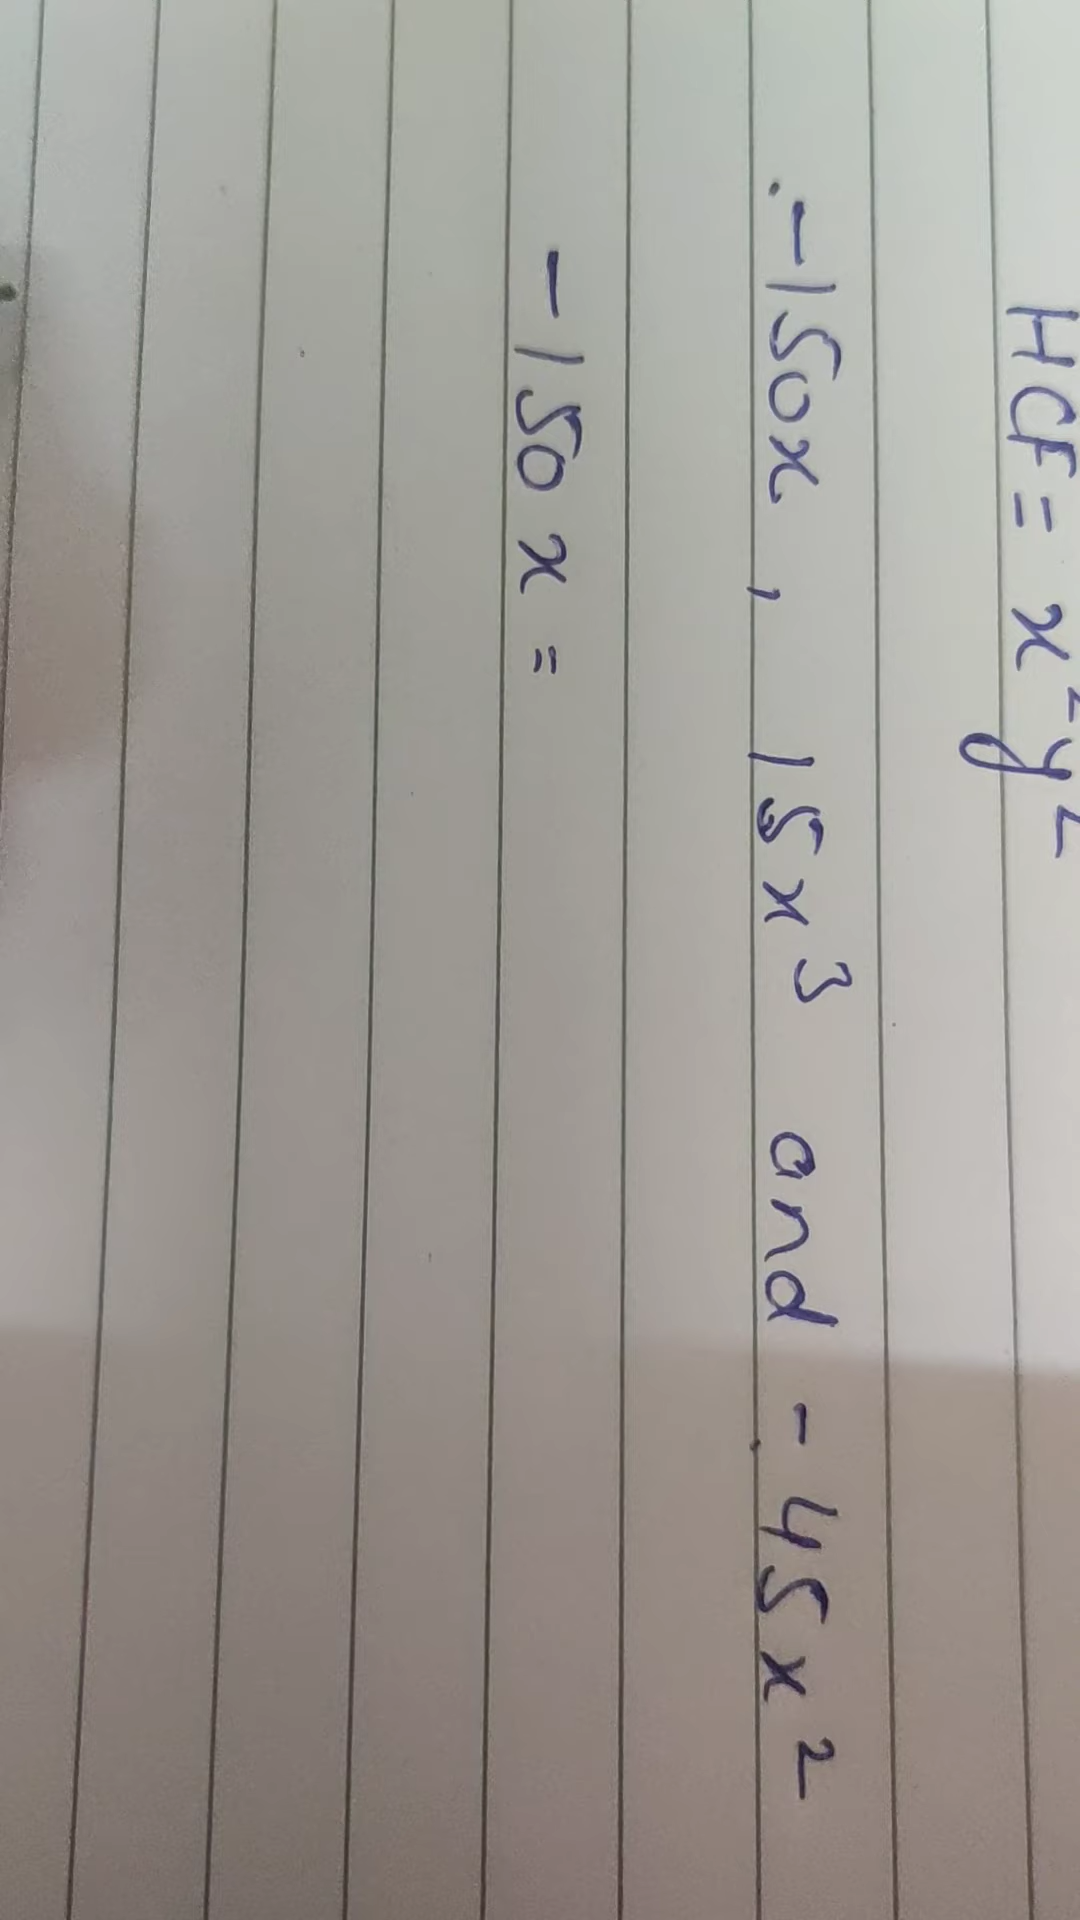 HCF = x²y²
-150x, 15x³ and -45x²
-150x =